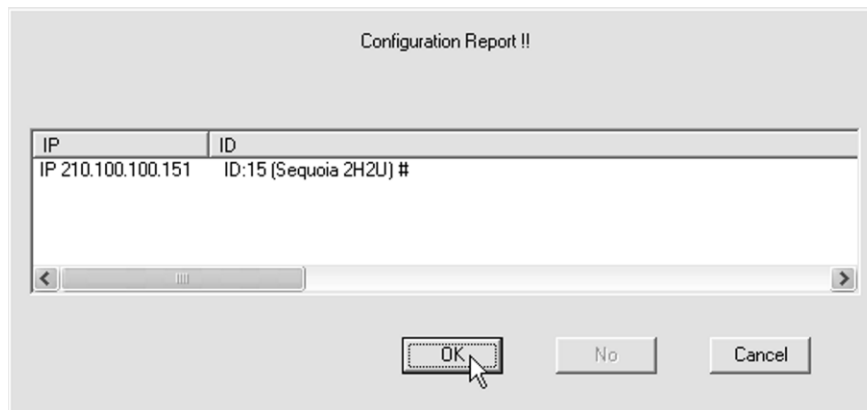 Configuration Report !!
IP ID
IP 210.100.100.151 ID:15 (Sequoia 2H2U) #
OK No Cancel